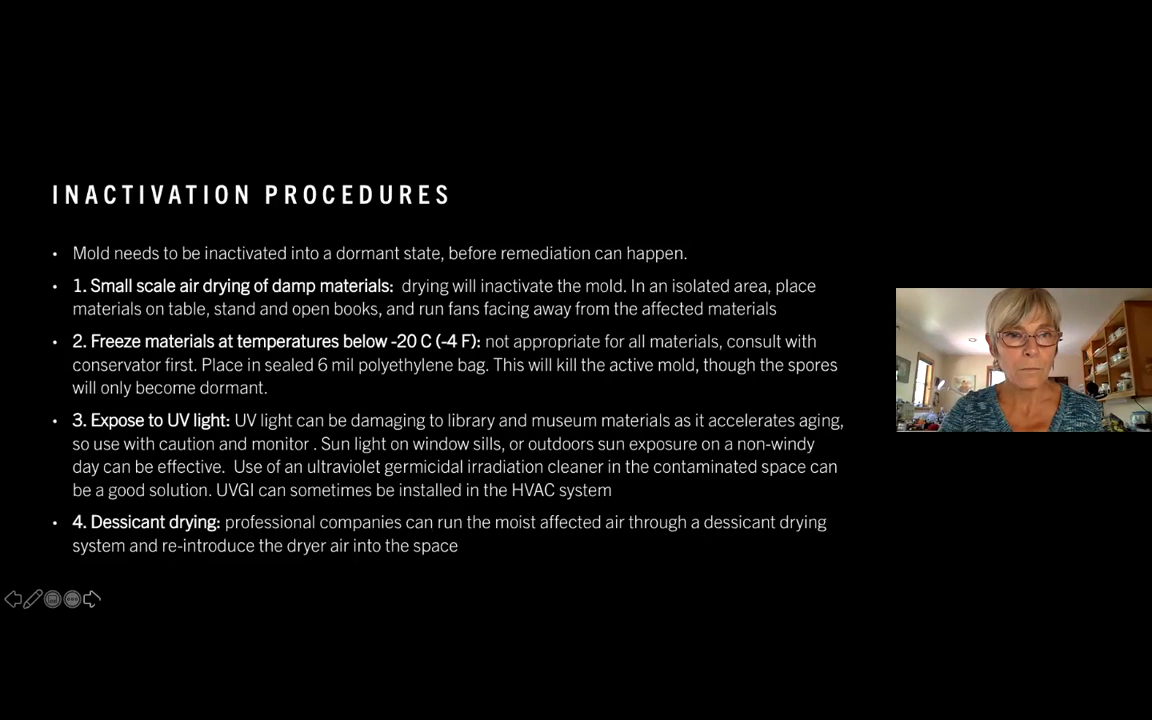 INACTIVATION PROCEDURES
• Mold needs to be inactivated into a dormant state, before remediation can happen.
• 1. Small scale air drying of damp materials: drying will inactivate the mold. In an isolated area, place
materials on table, stand and open books, and run fans facing away from the affected materials
• 2. Freeze materials at temperatures below -20 C (-4 F): not appropriate for all materials, consult with
conservator first. Place in sealed 6 mil polyethylene bag. This will kill the active mold, though the spores
will only become dormant.
• 3. Expose to UV light: UV light can be damaging to library and museum materials as it accelerates aging,
so use with caution and monitor . Sun light on window sills, or outdoors sun exposure on a non-windy
day can be effective. Use of an ultraviolet germicidal irradiation cleaner in the contaminated space can
be a good solution. UVGI can sometimes be installed in the HVAC system
• 4. Dessicant drying: professional companies can run the moist affected air through a dessicant drying
system and re-introduce the dryer air into the space